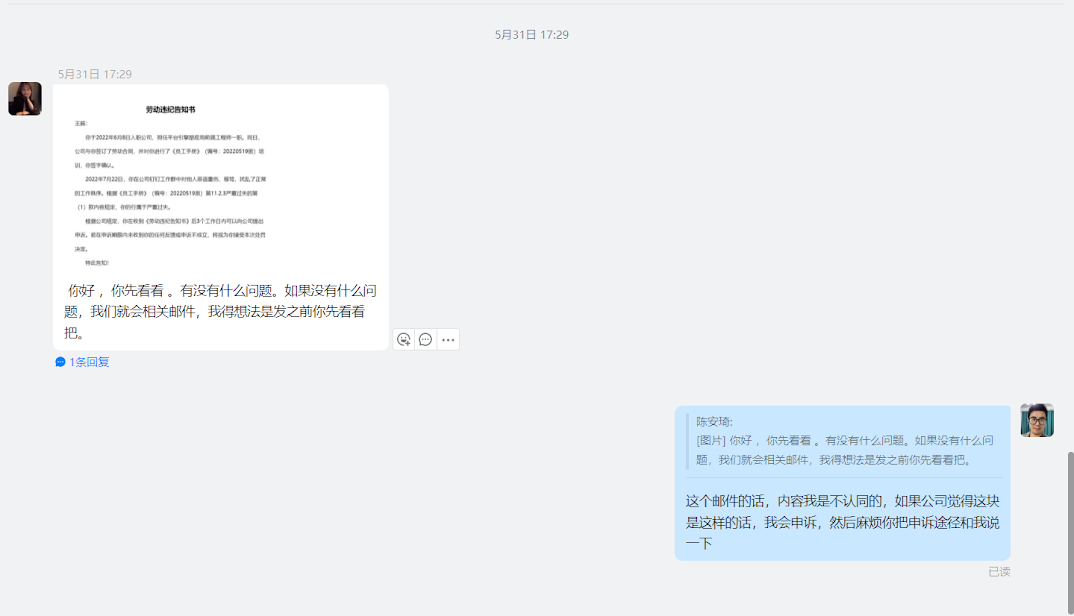 5月31日 17:29
5月31日 17:29
劳动违纪告知书
王巍:
你于2022年6月8日入职公司，担任平台引擎部应用前端工程师一职。同日，
公司与你签订了劳动合同，并对你进行了《员工手册》（编号：20220519版）培
训，你签字确认。
2022年7月22日，你在公司钉钉工作群中对他人恶语重伤、辱骂，扰乱了正常
的工作秩序。根据《员工手册》（编号：20220519版）第11.2.3严重过失的第
（1）款内容规定，你的行属于严重过失。
根据公司规定，你在收到《劳动违纪告知书》后3个工作日内可以向公司提出
申诉。若在申诉期限内未收到你的任何反馈或申诉不成立，将视为你接受本次处罚
决定。
特此告知！
你好 ，你先看看 。有没有什么问题。如果没有什么问
题，我们就会相关邮件，我得想法是发之前你先看看
把。
1条回复
陈安琦:
[图片] 你好 ，你先看看 。有没有什么问题。如果没有什么问
题，我们就会相关邮件，我得想法是发之前你先看看把。
这个邮件的话，内容我是不认同的，如果公司觉得这块
是这样的话，我会申诉，然后麻烦你把申诉途径和我说
一下
已读